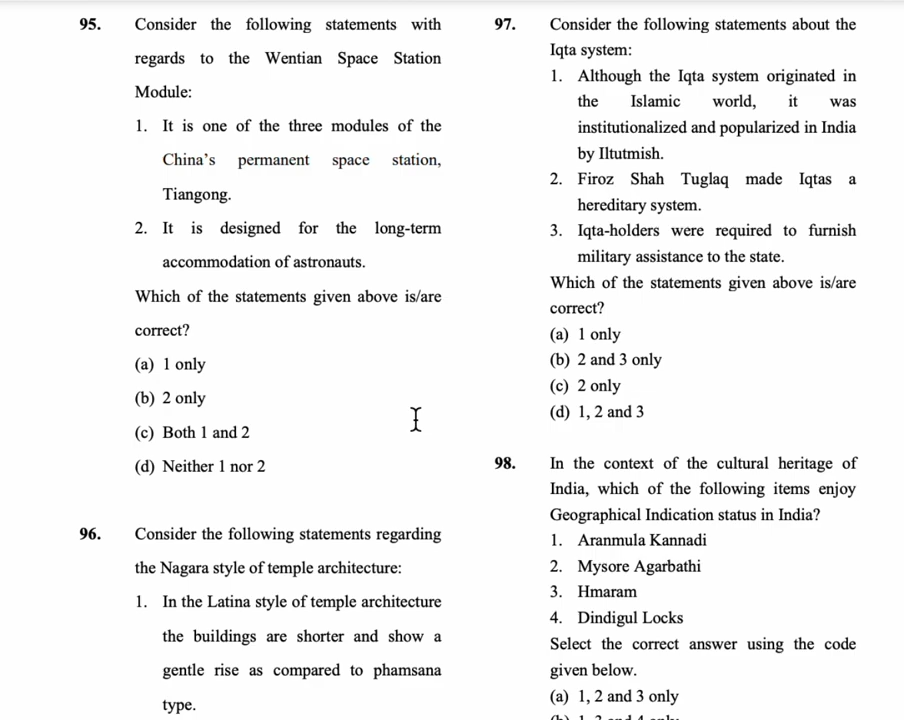 95. Consider the following statements with
regards to the Wentian Space Station
Module:
1. It is one of the three modules of the
China's permanent space station,
Tiangong.
2. It is designed for the long-term
accommodation of astronauts.
Which of the statements given above is/are
correct?
(a) 1 only
(b) 2 only
(c) Both 1 and 2
(d) Neither 1 nor 2
96. Consider the following statements regarding
the Nagara style of temple architecture:
1. In the Latina style of temple architecture
the buildings are shorter and show a
gentle rise as compared to phamsana
type.
97. Consider the following statements about the
Iqta system:
1. Although the Iqta system originated in
the Islamic world, it was
institutionalized and popularized in India
by Iltutmish.
2. Firoz Shah Tuglaq made Iqtas a
hereditary system.
3. Iqta-holders were required to furnish
military assistance to the state.
Which of the statements given above is/are
correct?
(a) 1 only
(b) 2 and 3 only
(c) 2 only
(d) 1, 2 and 3
98. In the context of the cultural heritage of
India, which of the following items enjoy
Geographical Indication status in India?
1. Aranmula Kannadi
2. Mysore Agarbathi
3. Hmaram
4. Dindigul Locks
Select the correct answer using the code
given below.
(a) 1, 2 and 3 only